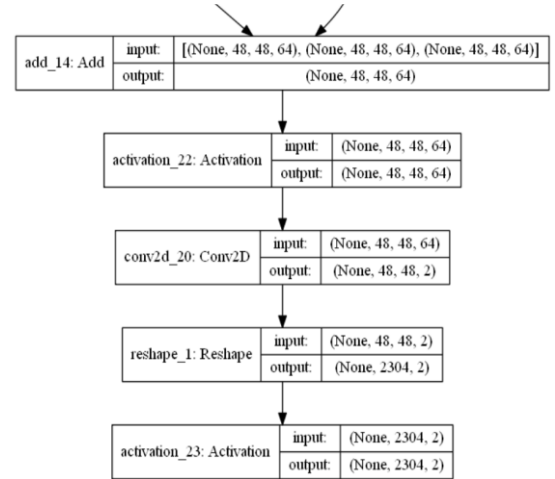 add_14: Add
input: [(None, 48, 48, 64), (None, 48, 48, 64), (None, 48, 48, 64)]
output: (None, 48, 48, 64)
activation_22: Activation
input: (None, 48, 48, 64)
output: (None, 48, 48, 64)
conv2d_20: Conv2D
input: (None, 48, 48, 64)
output: (None, 48, 48, 2)
reshape_1: Reshape
input: (None, 48, 48, 2)
output: (None, 2304, 2)
activation_23: Activation
input: (None, 2304, 2)
output: (None, 2304, 2)